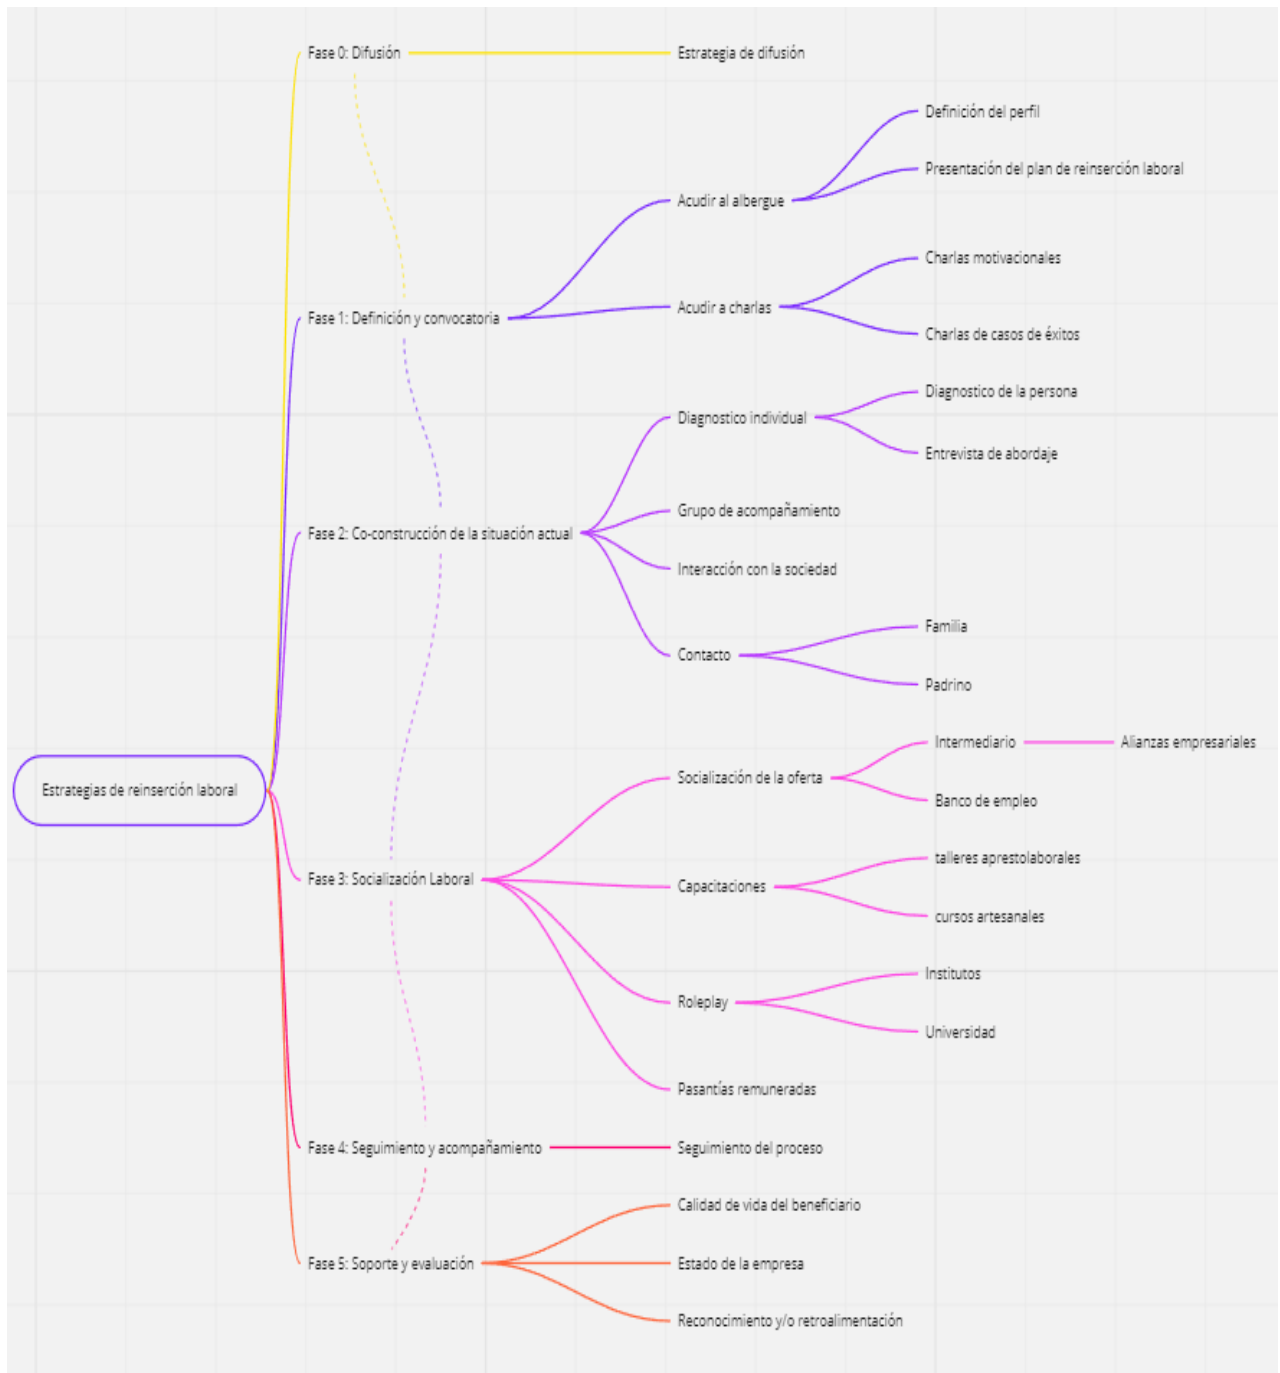 Fase 0: Difusión
Estrategia de difusión
Definición del perfil
Presentación del plan de reinserción laboral
Acudir al albergue
Charlas motivacionales
Acudir a charlas
Fase 1: Definición y convocatoria
Charlas de casos de éxitos
Diagnostico de la persona
Diagnostico individual
Entrevista de abordaje
Grupo de acompañamiento
Fase 2: Co-construcción de la situación actual
Interacción con la sociedad
Familia
Contacto
Padrino
Intermediario
Alianzas empresariales
Socialización de la oferta
Estrategias de reinserción laboral
Banco de empleo
talleres aprestolaborales
Fase 3: Socialización Laboral
Capacitaciones
cursos artesanales
Institutos
Roleplay
Universidad
Pasantías remuneradas
Fase 4: Seguimiento y acompañamiento
Seguimiento del proceso
Calidad de vida del beneficiario
Fase 5: Soporte y evaluación
Estado de la empresa
Reconocimiento y/o retroalimentación